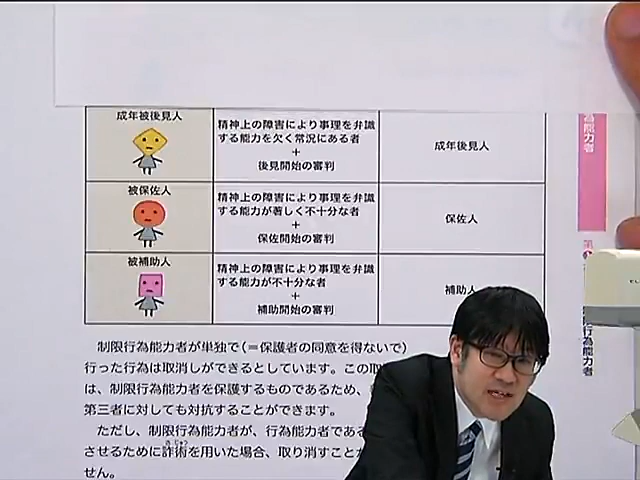 成年被後見人
精神上の障害により事理を弁識
する能力を欠く常況にある者
+
後見開始の審判
成年後見人
被保佐人
精神上の障害により事理を弁識
する能力が著しく不十分な者
+
保佐開始の審判
保佐人
被補助人
精神上の障害により事理を弁識
する能力が不十分な者
+
補助開始の審判
補助人
制限行為能力者が単独で(=保護者の同意を得ないで)
行った行為は取消しができるとしています。この取
は、制限行為能力者を保護するものであるため、
第三者に対しても対抗することができます。
ただし、制限行為能力者が、行為能力者である
させるために詐術を用いた場合、取り消すこと
せん。
さじゅつ
為能力者
第
行為能力者